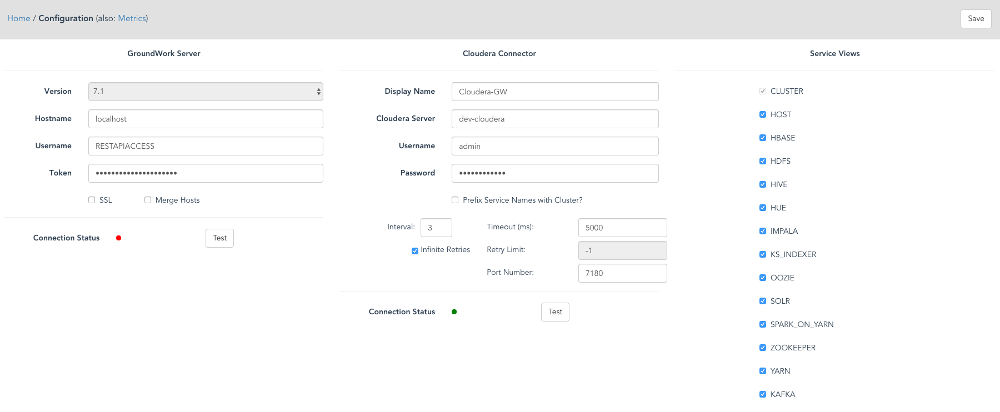 Home / Configuration (also: Metrics)
Save
GroundWork Server
Version
7.1
Hostname
localhost
Username
RESTAPIACCESS
Token
•••••••••••••••••••••
SSL
Merge Hosts
Connection Status
Test
Cloudera Connector
Display Name
Cloudera-GW
Cloudera Server
dev-cloudera
Username
admin
Password
••••••••••••
Prefix Service Names with Cluster?
Interval:
3
Timeout (ms):
5000
Infinite Retries
Retry Limit:
-1
Port Number:
7180
Connection Status
Test
Service Views
CLUSTER
HOST
HBASE
HDFS
HIVE
HUE
IMPALA
KS_INDEXER
OOZIE
SOLR
SPARK_ON_YARN
ZOOKEEPER
YARN
KAFKA